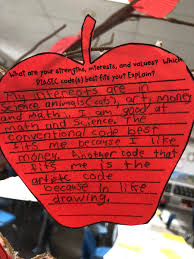 What are your strengths, interests, and values? Which
RIASEC code(s) best fits you? Explain!
My interests are in
Science, animals(cats), art, money
and math. I am good at
math and science. The
conventional code best
fits me because I like
money. Another code that
fits me is the
artistic code
because I like
drawing.